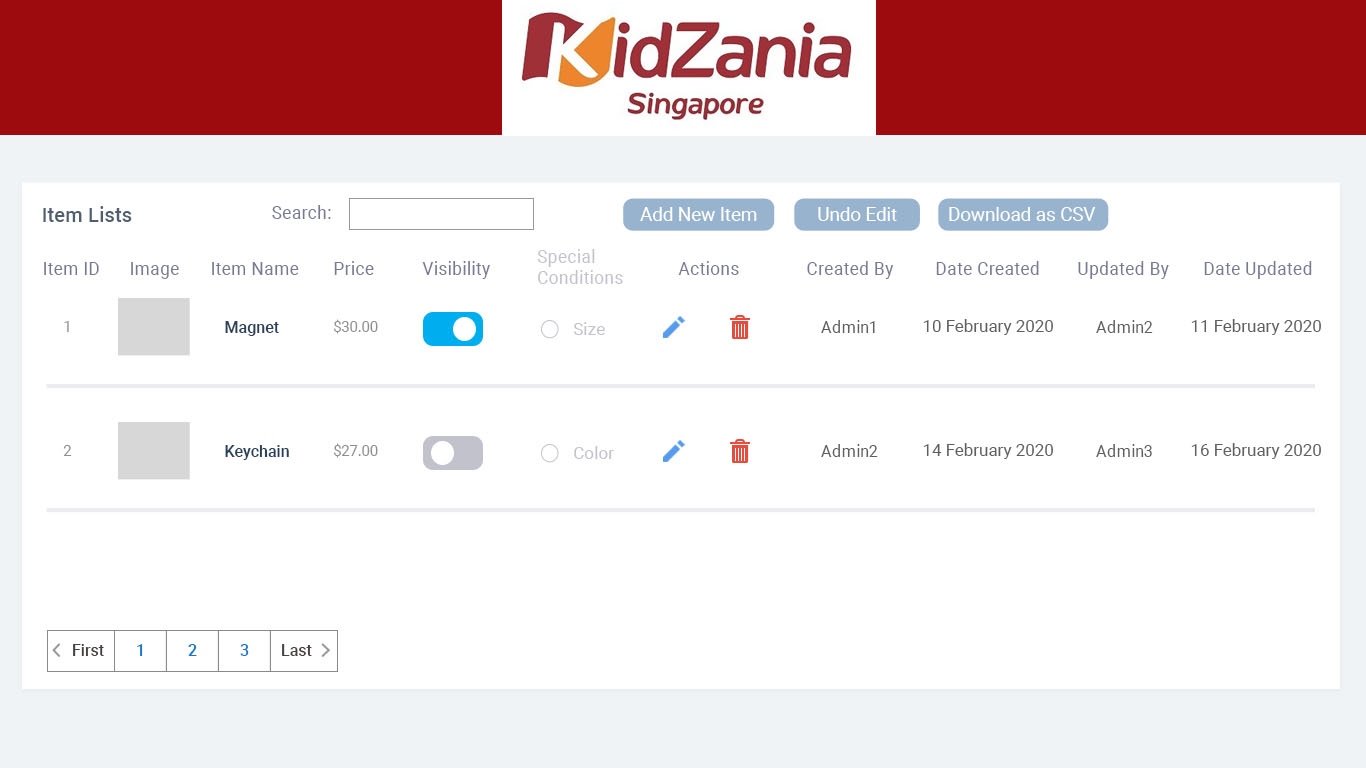 KidZania
Singapore
Item Lists Search: Add New Item Undo Edit Download as CSV
Item ID Image Item Name Price Visibility Special Conditions Actions Created By Date Created Updated By Date Updated
1 Magnet $30.00 Size Admin1 10 February 2020 Admin2 11 February 2020
2 Keychain $27.00 Color Admin2 14 February 2020 Admin3 16 February 2020
First 1 2 3 Last